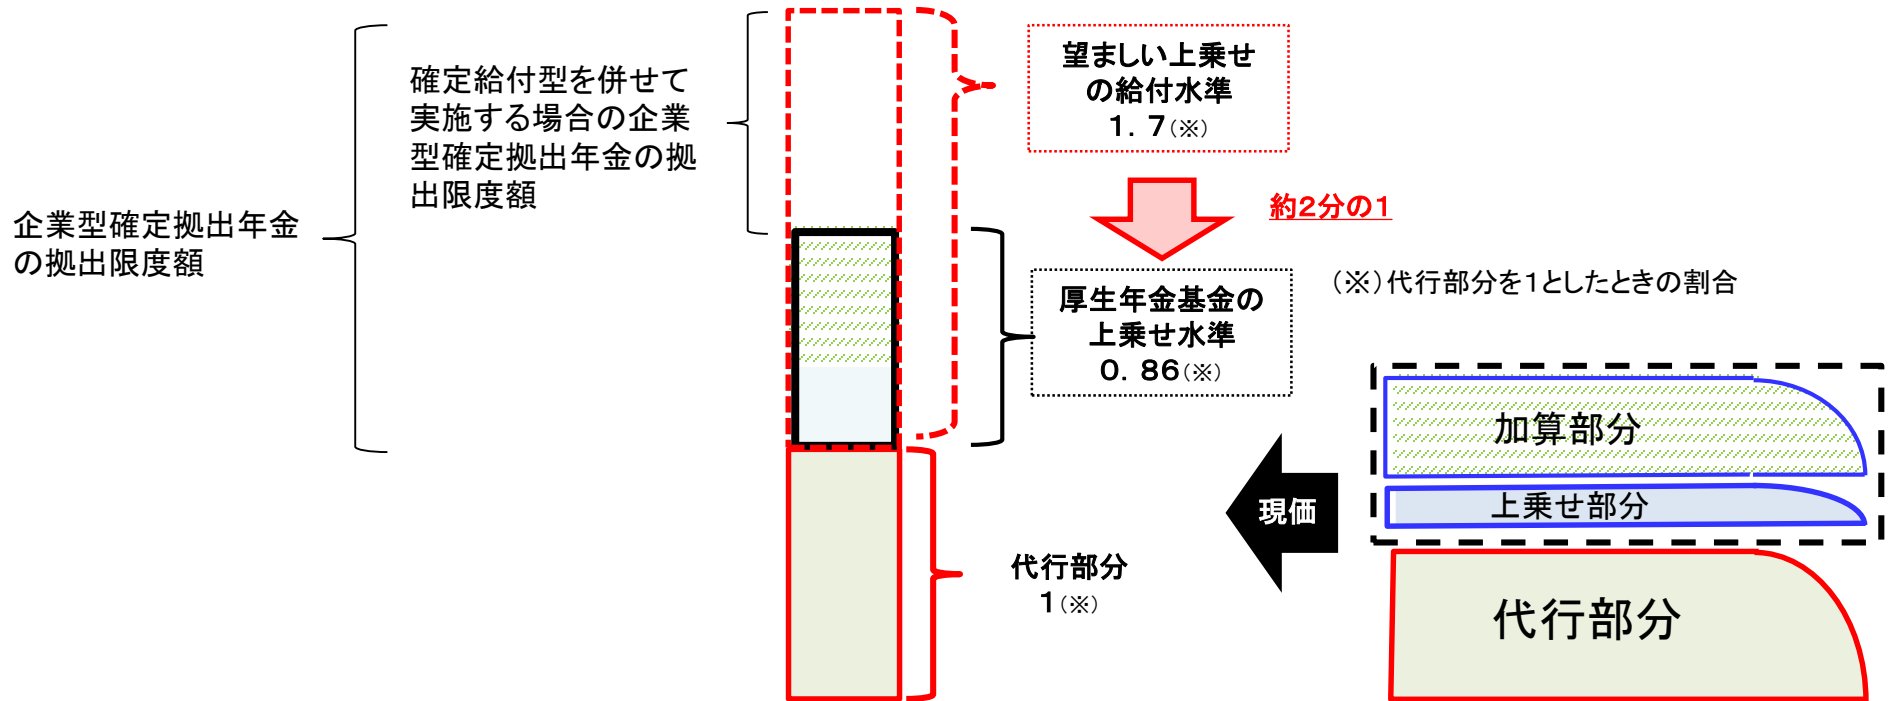 企業型確定拠出年金
の拠出限度額
確定給付型を併せて
実施する場合の企業
型確定拠出年金の拠
出限度額
望ましい上乗せ
の給付水準
1．7（※）
約2分の1
厚生年金基金の
上乗せ水準
0．86（※）
（※）代行部分を1としたときの割合
代行部分
1（※）
現価
加算部分
上乗せ部分
代行部分